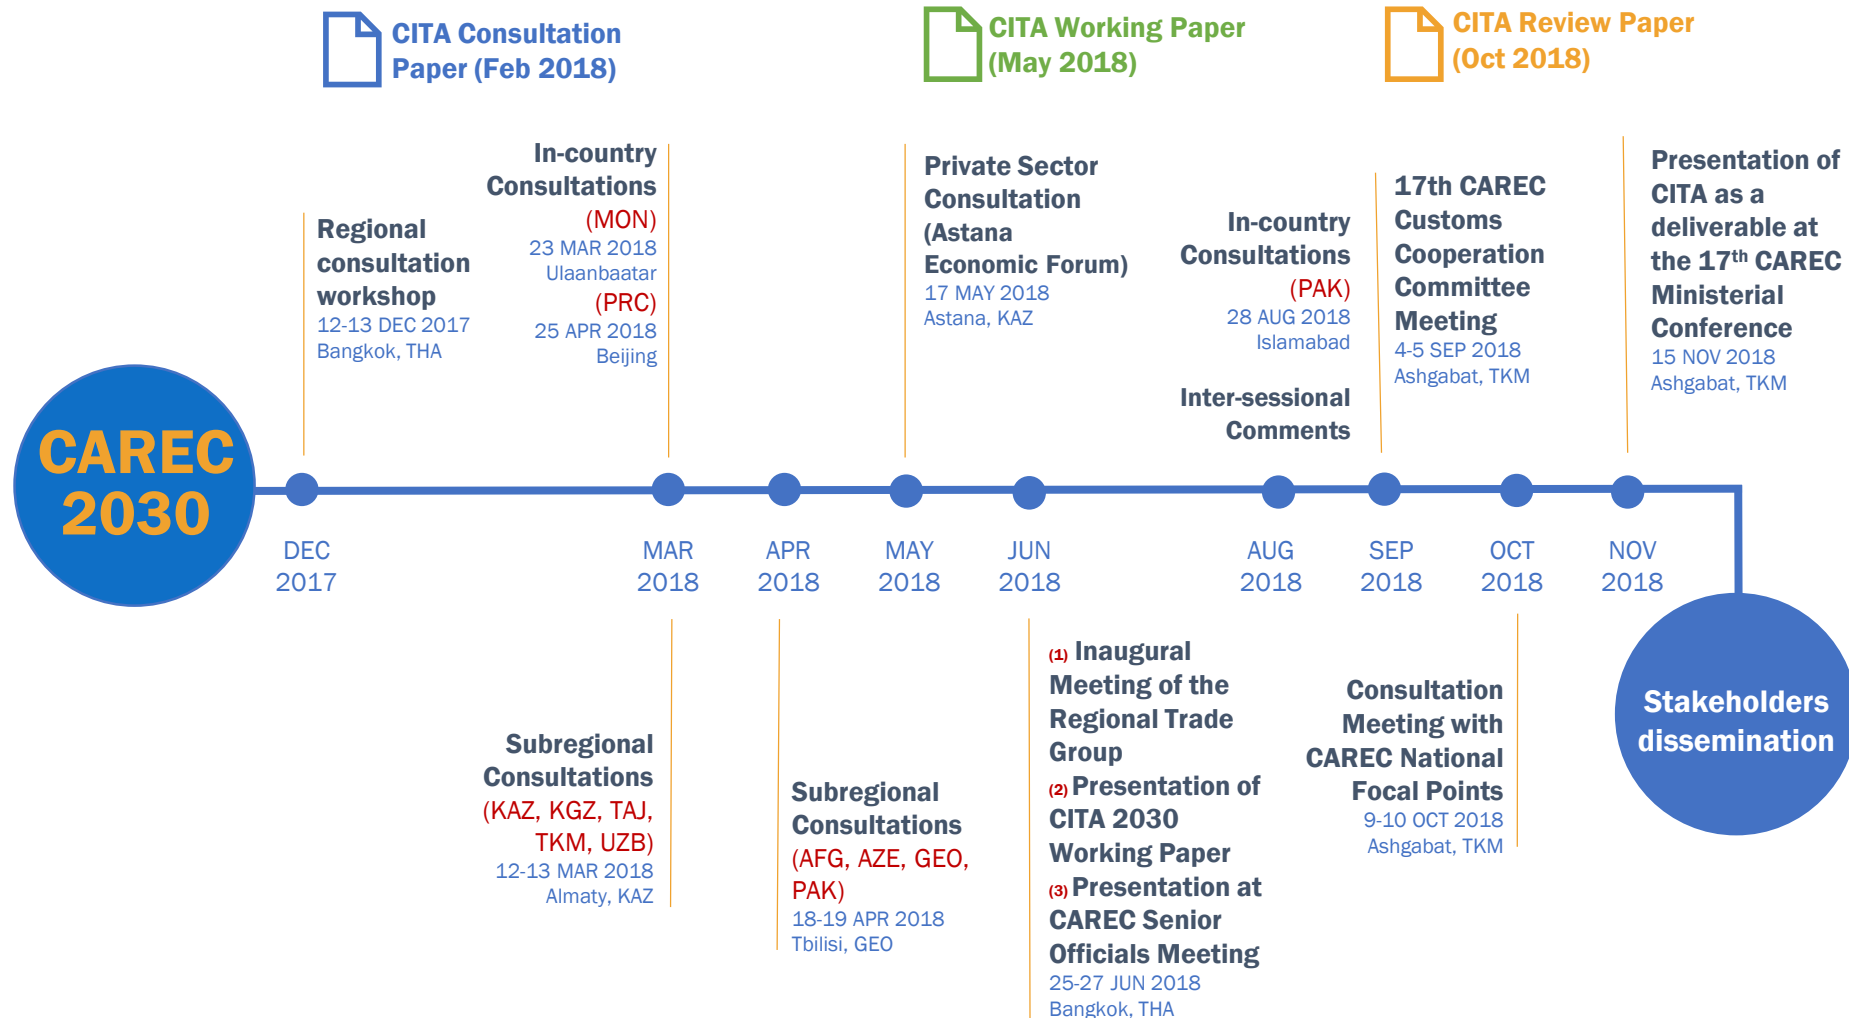 CITA Consultation
Paper (Feb 2018)
CITA Working Paper
(May 2018)
CITA Review Paper
(Oct 2018)
Regional
consultation
workshop
12-13 DEC 2017
Bangkok, THA
In-country
Consultations
(MON)
23 MAR 2018
Ulaanbaatar
(PRC)
25 APR 2018
Beijing
Private Sector
Consultation
(Astana
Economic Forum)
17 MAY 2018
Astana, KAZ
In-country
Consultations
(PAK)
28 AUG 2018
Islamabad
Inter-sessional
Comments
17th CAREC
Customs
Cooperation
Committee
Meeting
4-5 SEP 2018
Ashgabat, TKM
Presentation of
CITA as a
deliverable at
the 17th CAREC
Ministerial
Conference
15 NOV 2018
Ashgabat, TKM
CAREC
2030
DEC
2017
MAR
2018
APR
2018
MAY
2018
JUN
2018
AUG
2018
SEP
2018
OCT
2018
NOV
2018
Subregional
Consultations
(KAZ, KGZ, TAJ,
TKM, UZB)
12-13 MAR 2018
Almaty, KAZ
Subregional
Consultations
(AFG, AZE, GEO,
PAK)
18-19 APR 2018
Tbilisi, GEO
(1) Inaugural
Meeting of the
Regional Trade
Group
(2) Presentation of
CITA 2030
Working Paper
(3) Presentation at
CAREC Senior
Officials Meeting
25-27 JUN 2018
Bangkok, THA
Consultation
Meeting with
CAREC National
Focal Points
9-10 OCT 2018
Ashgabat, TKM
Stakeholders
dissemination